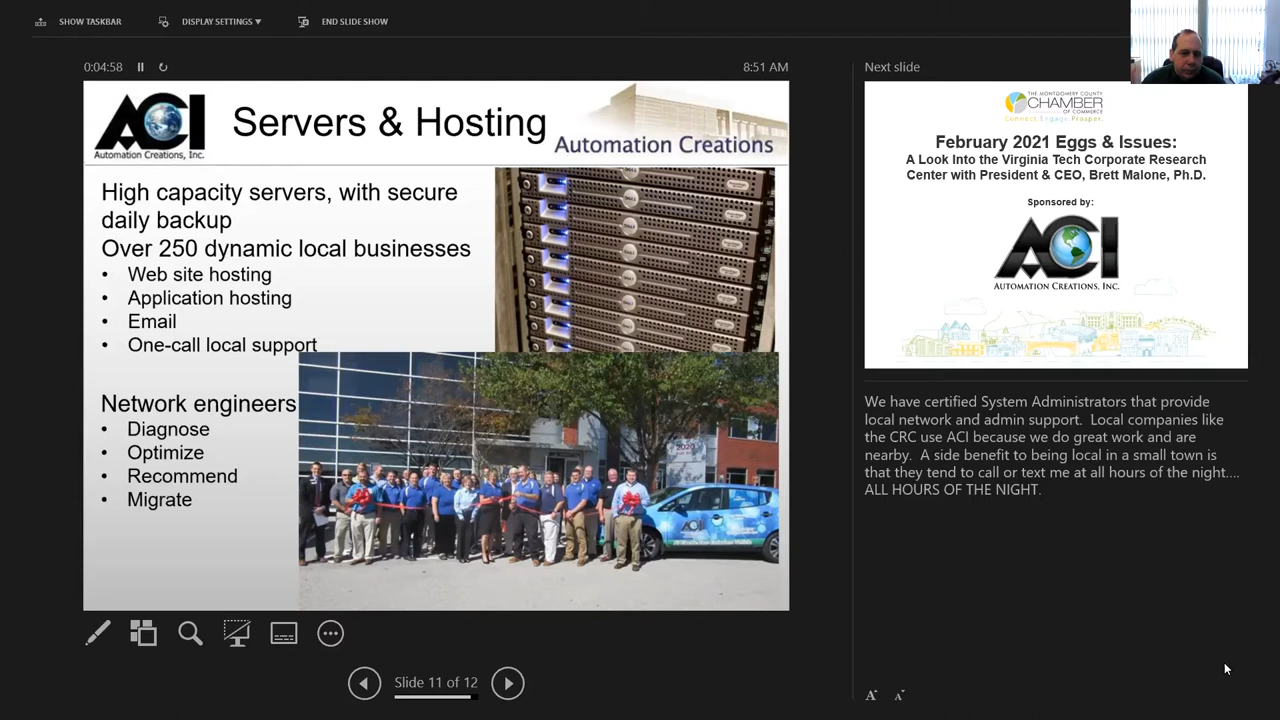 SHOW TASKBAR
DISPLAY SETTINGS ▼
END SLIDE SHOW
0:04:58
8:51 AM
ACI
Automation Creations, Inc.
Servers & Hosting
Automation Creations
High capacity servers, with secure
daily backup
Over 250 dynamic local businesses
• Web site hosting
• Application hosting
• Email
• One-call local support
Network engineers
• Diagnose
• Optimize
• Recommend
• Migrate
2020
ACI
Slide 11 of 12
Next slide
THE MONTGOMERY COUNTY
CHAMBER
OF COMMERCE
Connect. Engage. Prosper.
February 2021 Eggs & Issues:
A Look Into the Virginia Tech Corporate Research
Center with President & CEO, Brett Malone, Ph.D.
Sponsored by:
ACI
AUTOMATION CREATIONS, INC.
We have certified System Administrators that provide
local network and admin support.  Local companies like
the CRC use ACI because we do great work and are
nearby.  A side benefit to being local in a small town is
that they tend to call or text me at all hours of the night....
ALL HOURS OF THE NIGHT.
A A